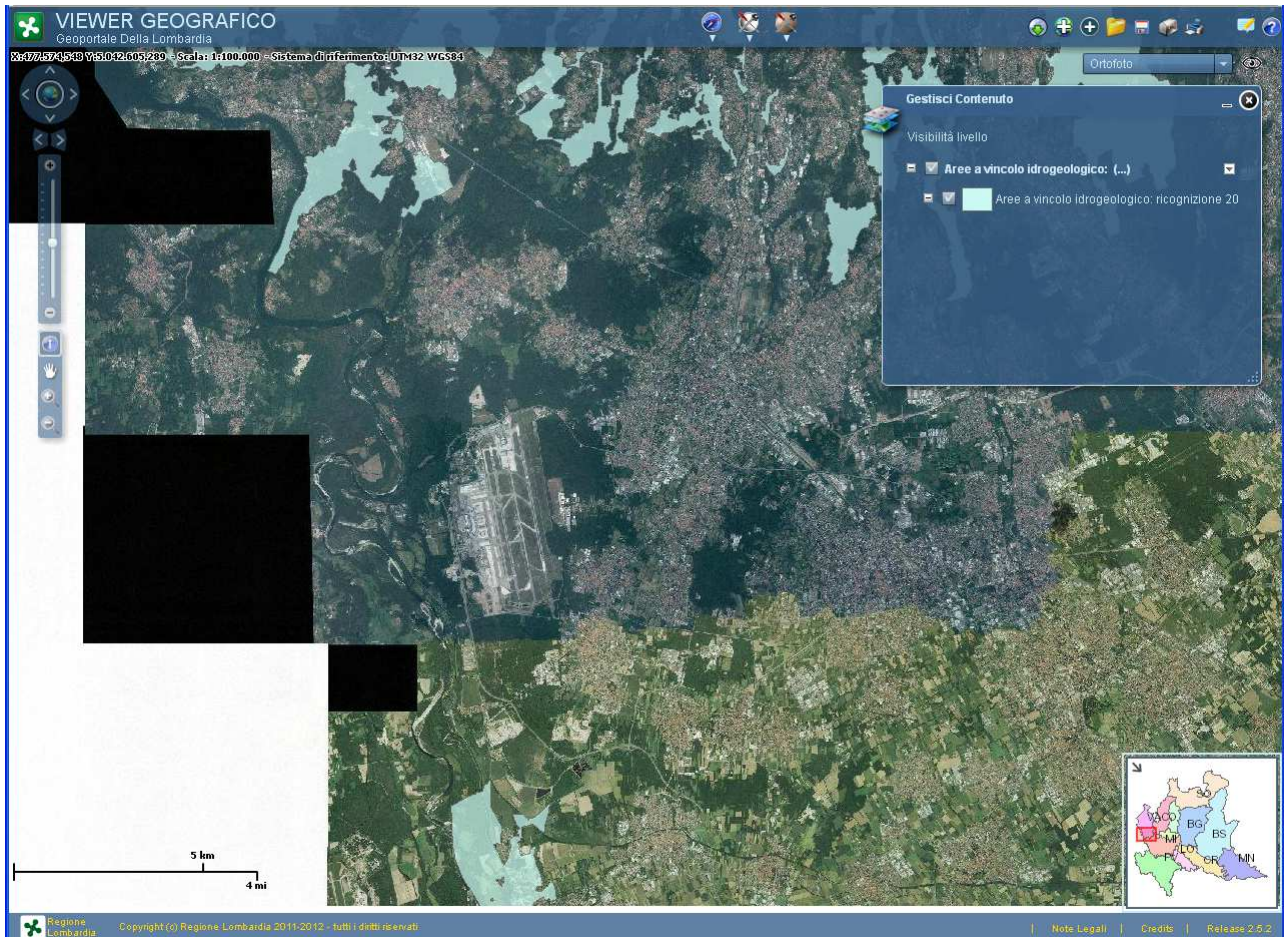 VIEWER GEOGRAFICO
Geoportale Della Lombardia
X:477.574,548 Y:5.042.605,289 - Scala: 1:100.000 - Sistema di riferimento: UTM32 WGS84
Ortofoto
Gestisci Contenuto
Visibilità livello
Aree a vincolo idrogeologico: (...)
Aree a vincolo idrogeologico: ricognizione 20
5 km
4 mi
SO
VA CO
BG
BS
MI
LO
CR
MN
Regione
Lombardia
Copyright (c) Regione Lombardia 2011-2012 - tutti i diritti riservati
| Note Legali | Credits | Release 2.5.2